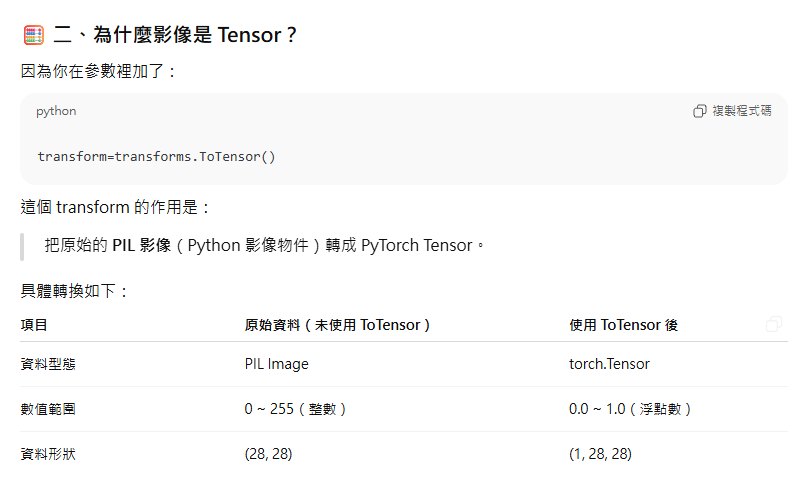 二、為什麼影像是 Tensor？
因為你在參數裡加了：
python 複製程式碼
transform=transforms.ToTensor()
這個 transform 的作用是：
把原始的 PIL 影像（Python 影像物件）轉成 PyTorch Tensor。
具體轉換如下：
項目 原始資料（未使用 ToTensor） 使用 ToTensor 後
資料型態 PIL Image torch.Tensor
數值範圍 0 ~ 255（整數） 0.0 ~ 1.0（浮點數）
資料形狀 (28, 28) (1, 28, 28)